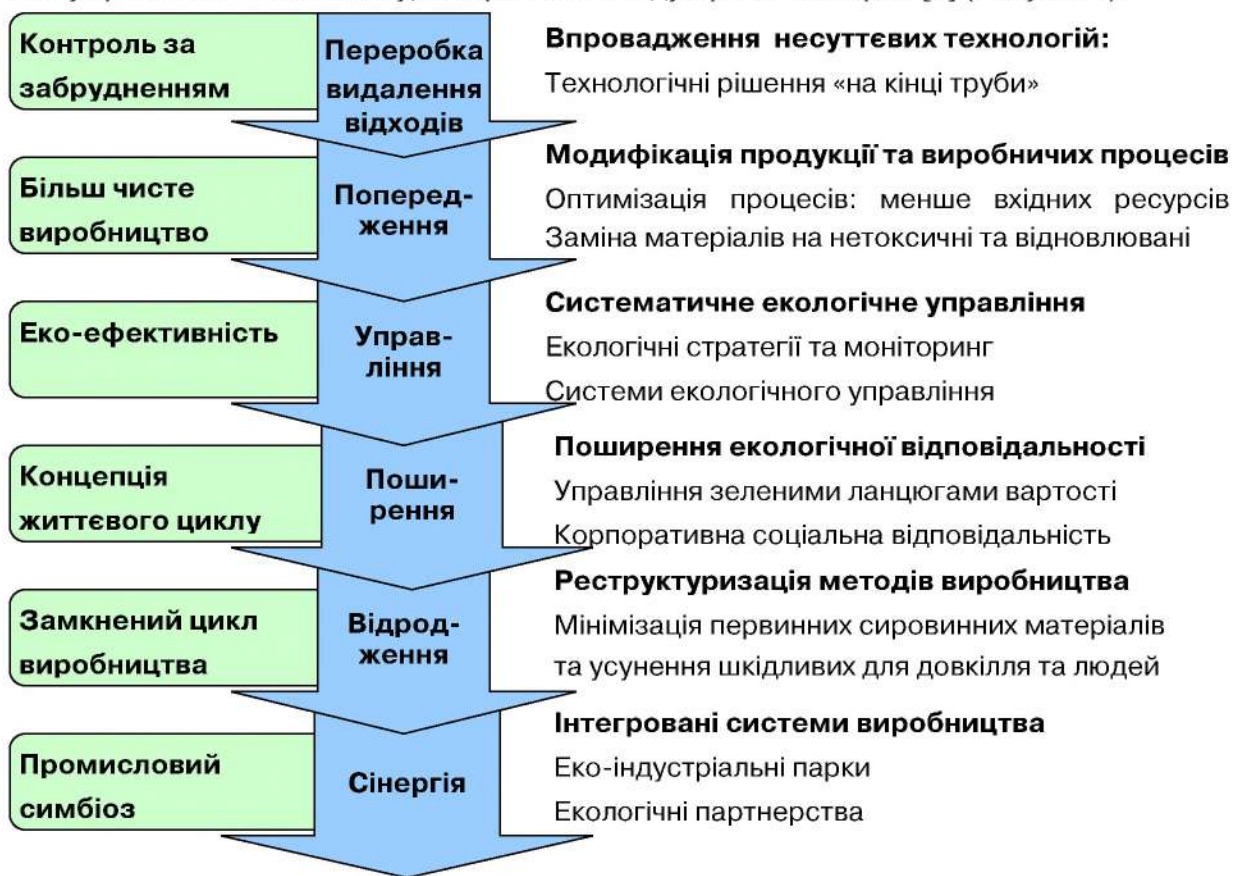 Контроль за
забрудненням
Переробка
видалення
відходів
Впровадження несуттєвих технологій:
Технологічні рішення «на кінці труби»
Більш чисте
виробництво
Поперед-
ження
Модифікація продукції та виробничих процесів
Оптимізація процесів: менше вхідних ресурсів
Заміна матеріалів на нетоксичні та відновлювані
Еко-ефективність
Управ-
ління
Систематичне екологічне управління
Екологічні стратегії та моніторинг
Системи екологічного управління
Концепція
життєвого циклу
Поши-
рення
Поширення екологічної відповідальності
Управління зеленими ланцюгами вартості
Корпоративна соціальна відповідальність
Замкнений цикл
виробництва
Відрод-
ження
Реструктуризація методів виробництва
Мінімізація первинних сировинних матеріалів
та усунення шкідливих для довкілля та людей
Промисловий
симбіоз
Сінергія
Інтегровані системи виробництва
Еко-індустріальні парки
Екологічні партнерства